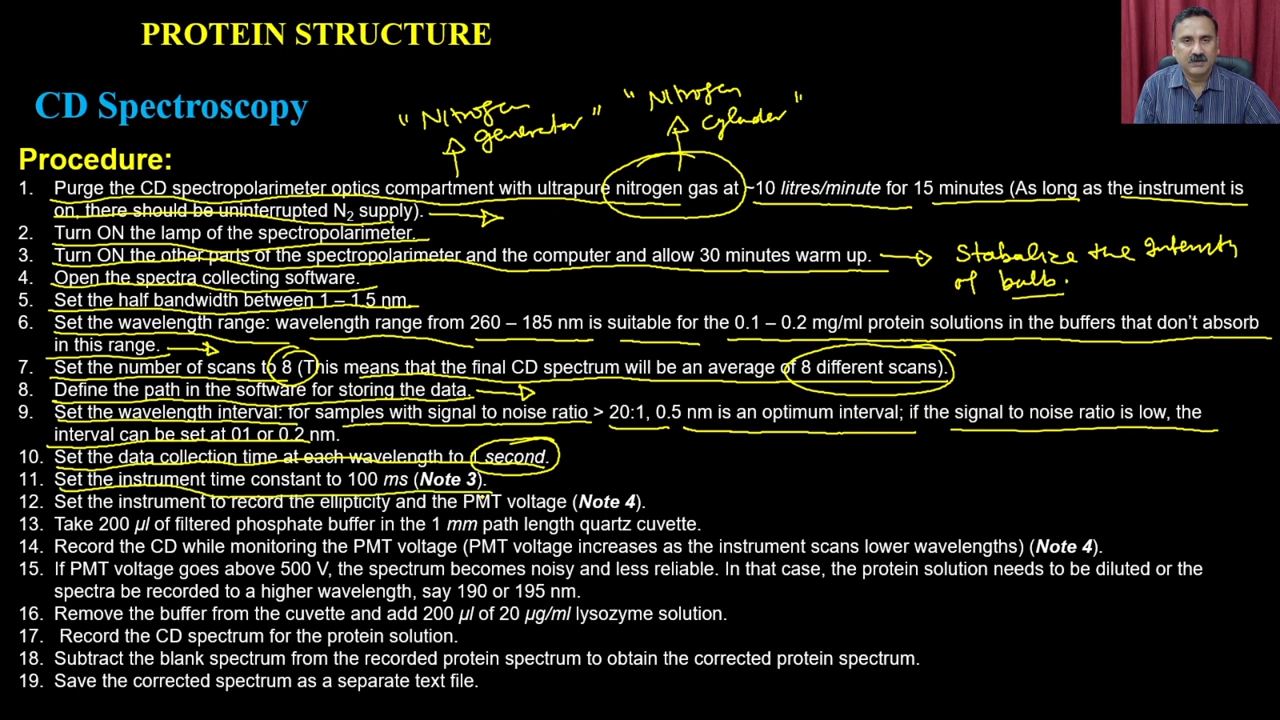 PROTEIN STRUCTURE
CD Spectroscopy
"Nitrogen generator"
"Nitrogen cylinder"
Procedure:
1. Purge the CD spectropolarimeter optics compartment with ultrapure nitrogen gas at ~10 litres/minute for 15 minutes (As long as the instrument is
on, there should be uninterrupted N2 supply).
2. Turn ON the lamp of the spectropolarimeter.
3. Turn ON the other parts of the spectropolarimeter and the computer and allow 30 minutes warm up.
Stabalize the Intensity
of bulb.
4. Open the spectra collecting software.
5. Set the half bandwidth between 1 – 1.5 nm.
6. Set the wavelength range: wavelength range from 260 – 185 nm is suitable for the 0.1 – 0.2 mg/ml protein solutions in the buffers that don't absorb
in this range.
7. Set the number of scans to 8 (This means that the final CD spectrum will be an average of 8 different scans).
8. Define the path in the software for storing the data.
9. Set the wavelength interval: for samples with signal to noise ratio > 20:1, 0.5 nm is an optimum interval; if the signal to noise ratio is low, the
interval can be set at 01 or 0.2 nm.
10. Set the data collection time at each wavelength to 1 second.
11. Set the instrument time constant to 100 ms (Note 3).
12. Set the instrument to record the ellipticity and the PMT voltage (Note 4).
13. Take 200 µl of filtered phosphate buffer in the 1 mm path length quartz cuvette.
14. Record the CD while monitoring the PMT voltage (PMT voltage increases as the instrument scans lower wavelengths) (Note 4).
15. If PMT voltage goes above 500 V, the spectrum becomes noisy and less reliable. In that case, the protein solution needs to be diluted or the
spectra be recorded to a higher wavelength, say 190 or 195 nm.
16. Remove the buffer from the cuvette and add 200 µl of 20 µg/ml lysozyme solution.
17. Record the CD spectrum for the protein solution.
18. Subtract the blank spectrum from the recorded protein spectrum to obtain the corrected protein spectrum.
19. Save the corrected spectrum as a separate text file.